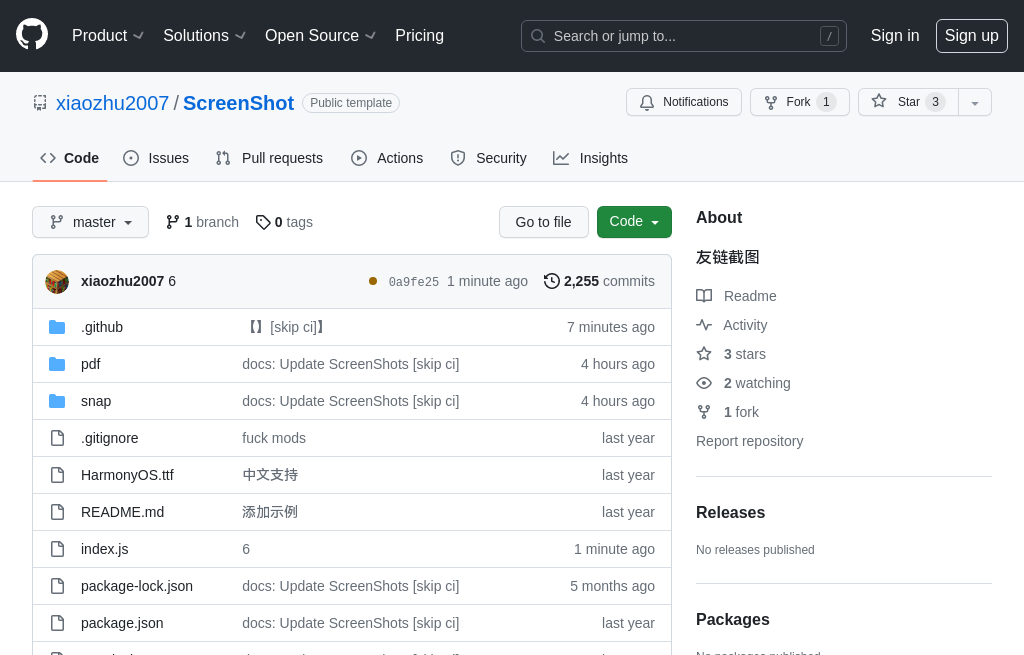 Product Solutions Open Source Pricing Search or jump to... / Sign in Sign up
xiaozhu2007 / ScreenShot Public template Notifications Fork 1 Star 3
Code Issues Pull requests Actions Security Insights
master 1 branch 0 tags Go to file Code
xiaozhu2007 6 0a9fe25 1 minute ago 2,255 commits
.github 【】[skip ci]】 7 minutes ago
pdf docs: Update ScreenShots [skip ci] 4 hours ago
snap docs: Update ScreenShots [skip ci] 4 hours ago
.gitignore fuck mods last year
HarmonyOS.ttf 中文支持 last year
README.md 添加示例 last year
index.js 6 1 minute ago
package-lock.json docs: Update ScreenShots [skip ci] 5 months ago
package.json docs: Update ScreenShots [skip ci] last year
About
友链截图
Readme
Activity
3 stars
2 watching
1 fork
Report repository
Releases
No releases published
Packages
No packages published